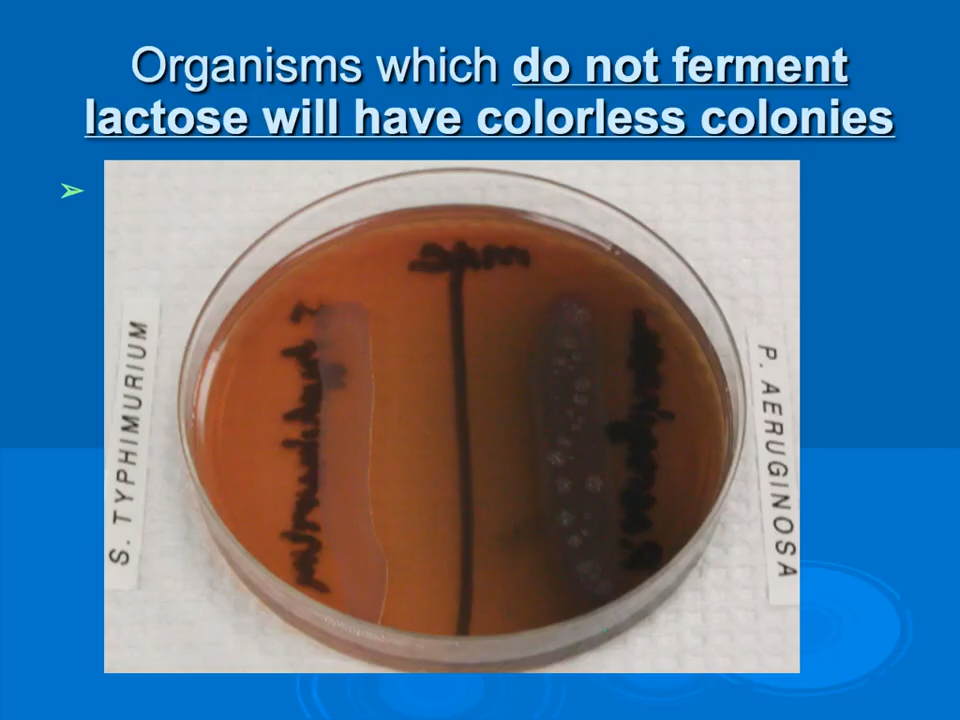 Organisms which do not ferment
lactose will have colorless colonies
S. TYPHIMURIUM
P. AERUGINOSA